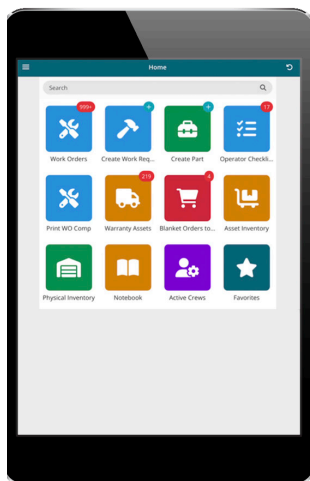 Home
Search
999+ + + 17
Work Orders Create Work Req... Create Part Operator Checkli...
219 4
Print WO Comp Warranty Assets Blanket Orders to... Asset Inventory
Physical Inventory Notebook Active Crews Favorites